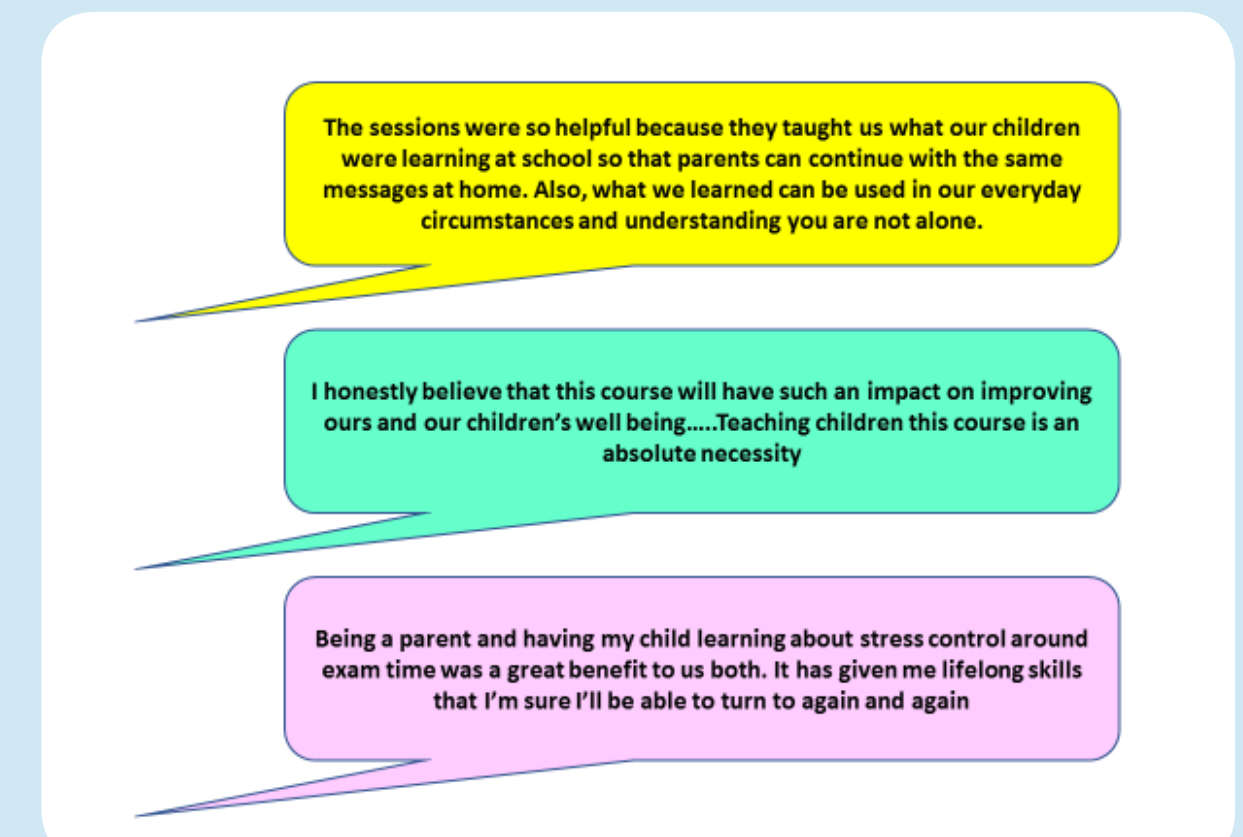 The sessions were so helpful because they taught us what our children
were learning at school so that parents can continue with the same
messages at home. Also, what we learned can be used in our everyday
circumstances and understanding you are not alone.
I honestly believe that this course will have such an impact on improving
ours and our children’s well being.....Teaching children this course is an
absolute necessity
Being a parent and having my child learning about stress control around
exam time was a great benefit to us both. It has given me lifelong skills
that I’m sure I’ll be able to turn to again and again